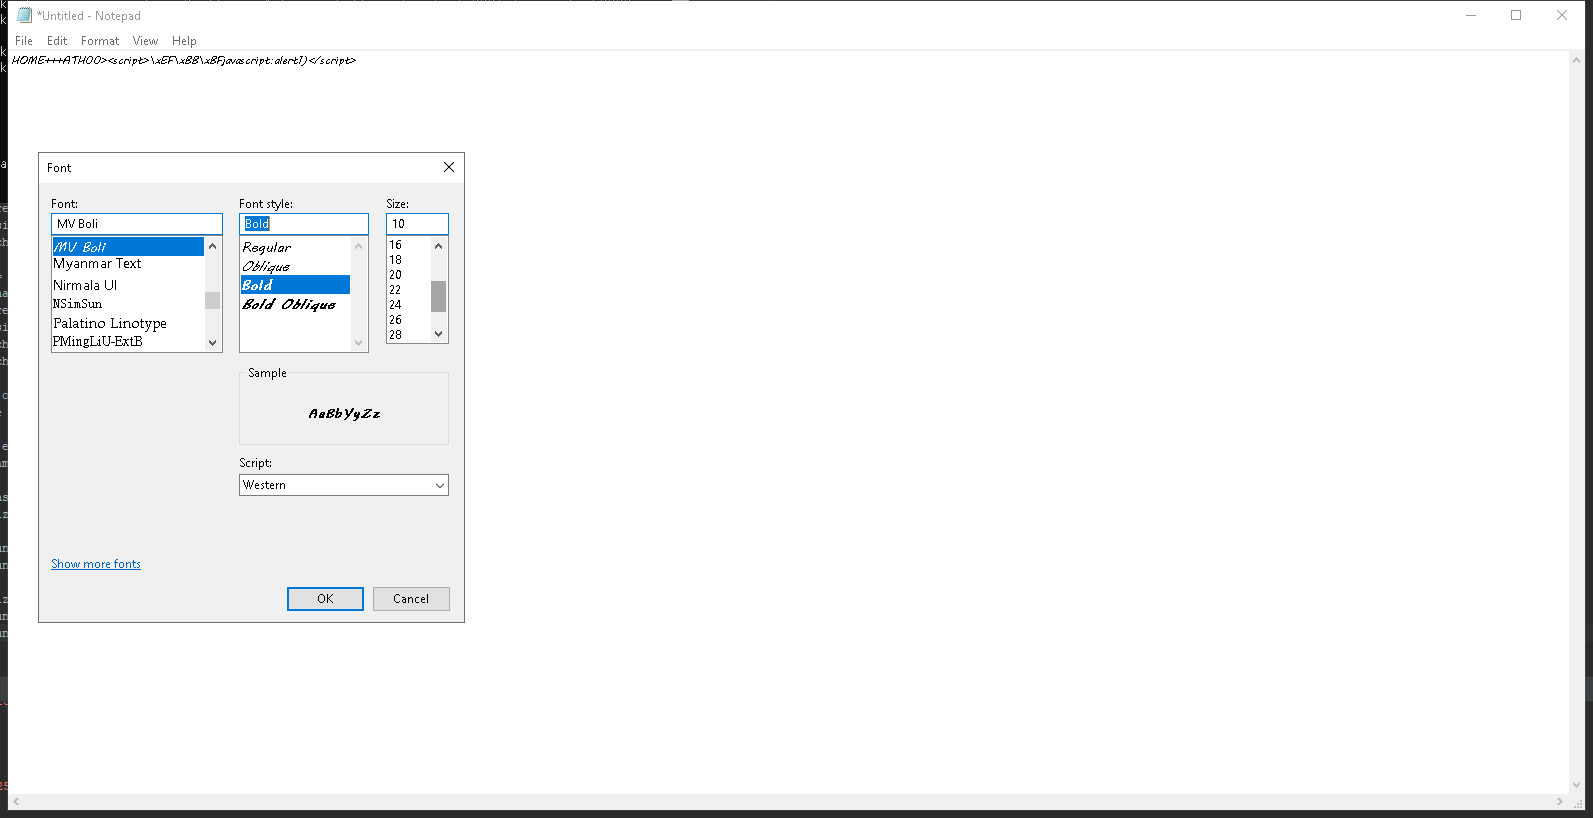 *Untitled - Notepad
File Edit Format View Help
HOME+++ATHOO><script>\xEF\xBB\xBFjavascript:alert1)</script>
Font
Font: Font style: Size:
MV Boli Bold 10
MV Boli Regular 16
Myanmar Text Oblique 18
Nirmala UI Bold 20
NSimSun Bold Oblique 22
Palatino Linotype 24
PMingLiU-ExtB 26
28
Sample
AaBbYyZz
Script:
Western
Show more fonts
OK Cancel